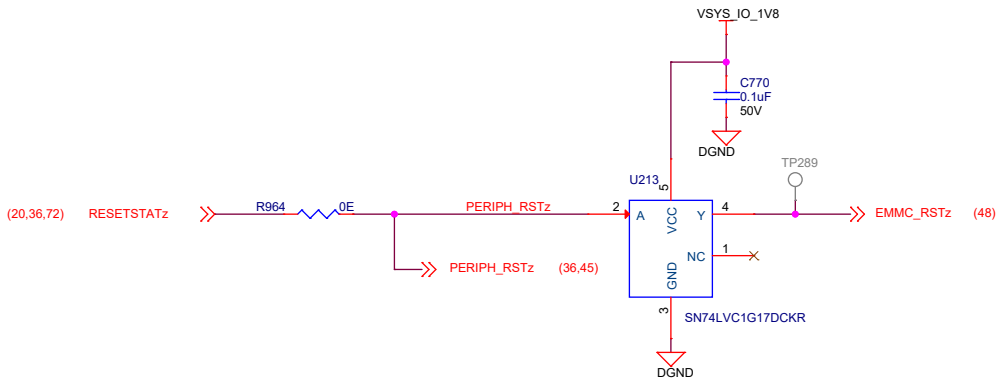 VSYS_IO_1V8
C770
0.1uF
50V
DGND
TP289
U213
5
(20,36,72) RESETSTATz
R964 0E
PERIPH_RSTz
2
A
VCC
Y
4
EMMC_RSTz (48)
NC
1
PERIPH_RSTz (36,45)
GND
3
SN74LVC1G17DCKR
DGND